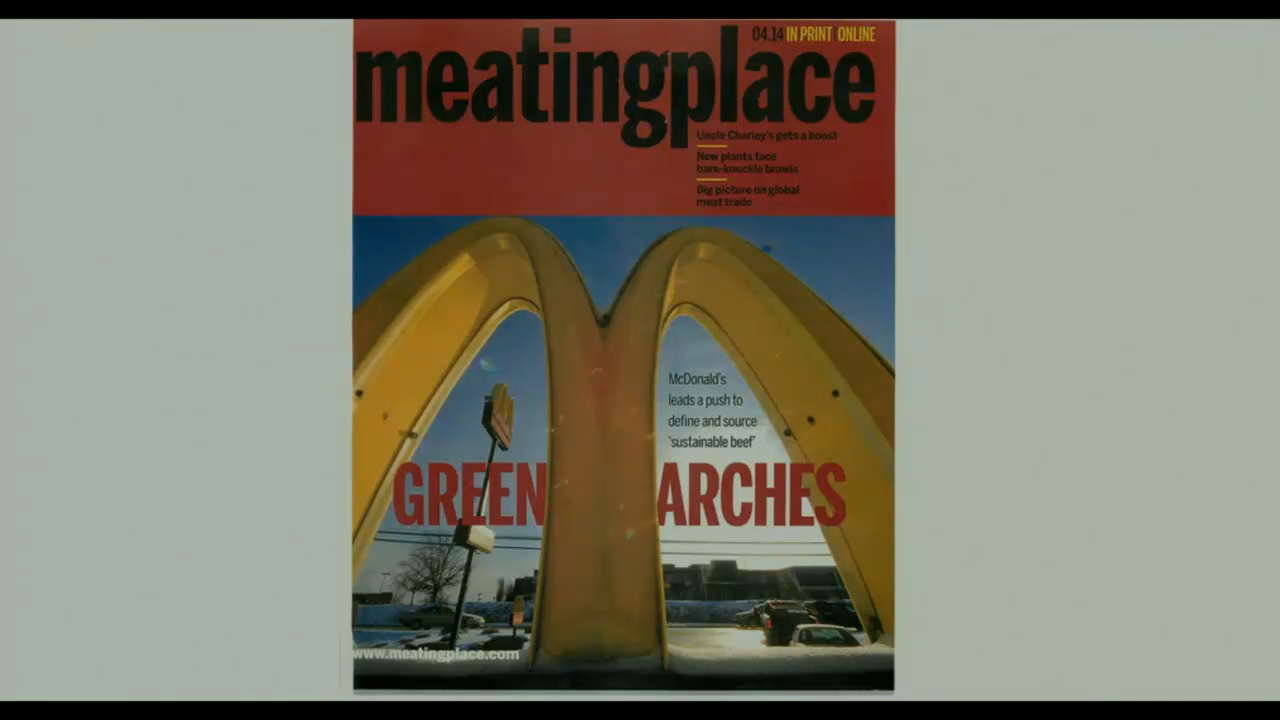 04.14 IN PRINT ONLINE
meatingplace
Uncle Charley's gets a boost
New plants face
bare-knuckle brawls
Big picture on global
meat trade
McDonald's
leads a push to
define and source
'sustainable beef'
GREEN ARCHES
www.meatingplace.com